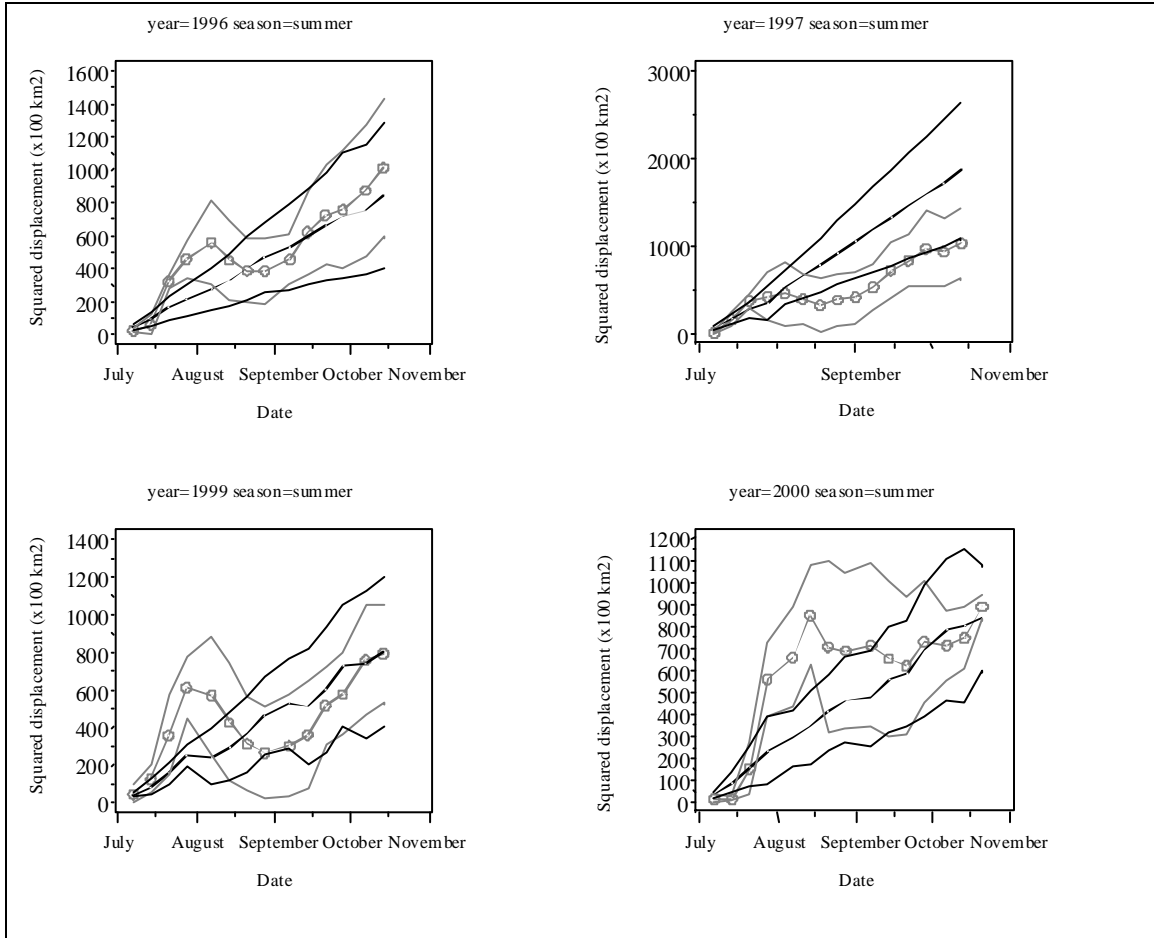 year=1996 season=summer
Squared displacement (x100 km2)
1600
1400
1200
1000
800
600
400
200
0
July August September October November
Date
year=1997 season=summer
Squared displacement (x100 km2)
3000
2000
1000
0
July September November
Date
year=1999 season=summer
Squared displacement (x100 km2)
1400
1200
1000
800
600
400
200
0
July August September October November
Date
year=2000 season=summer
Squared displacement (x100 km2)
1200
1100
1000
900
800
700
600
500
400
300
200
100
0
July August September October November
Date